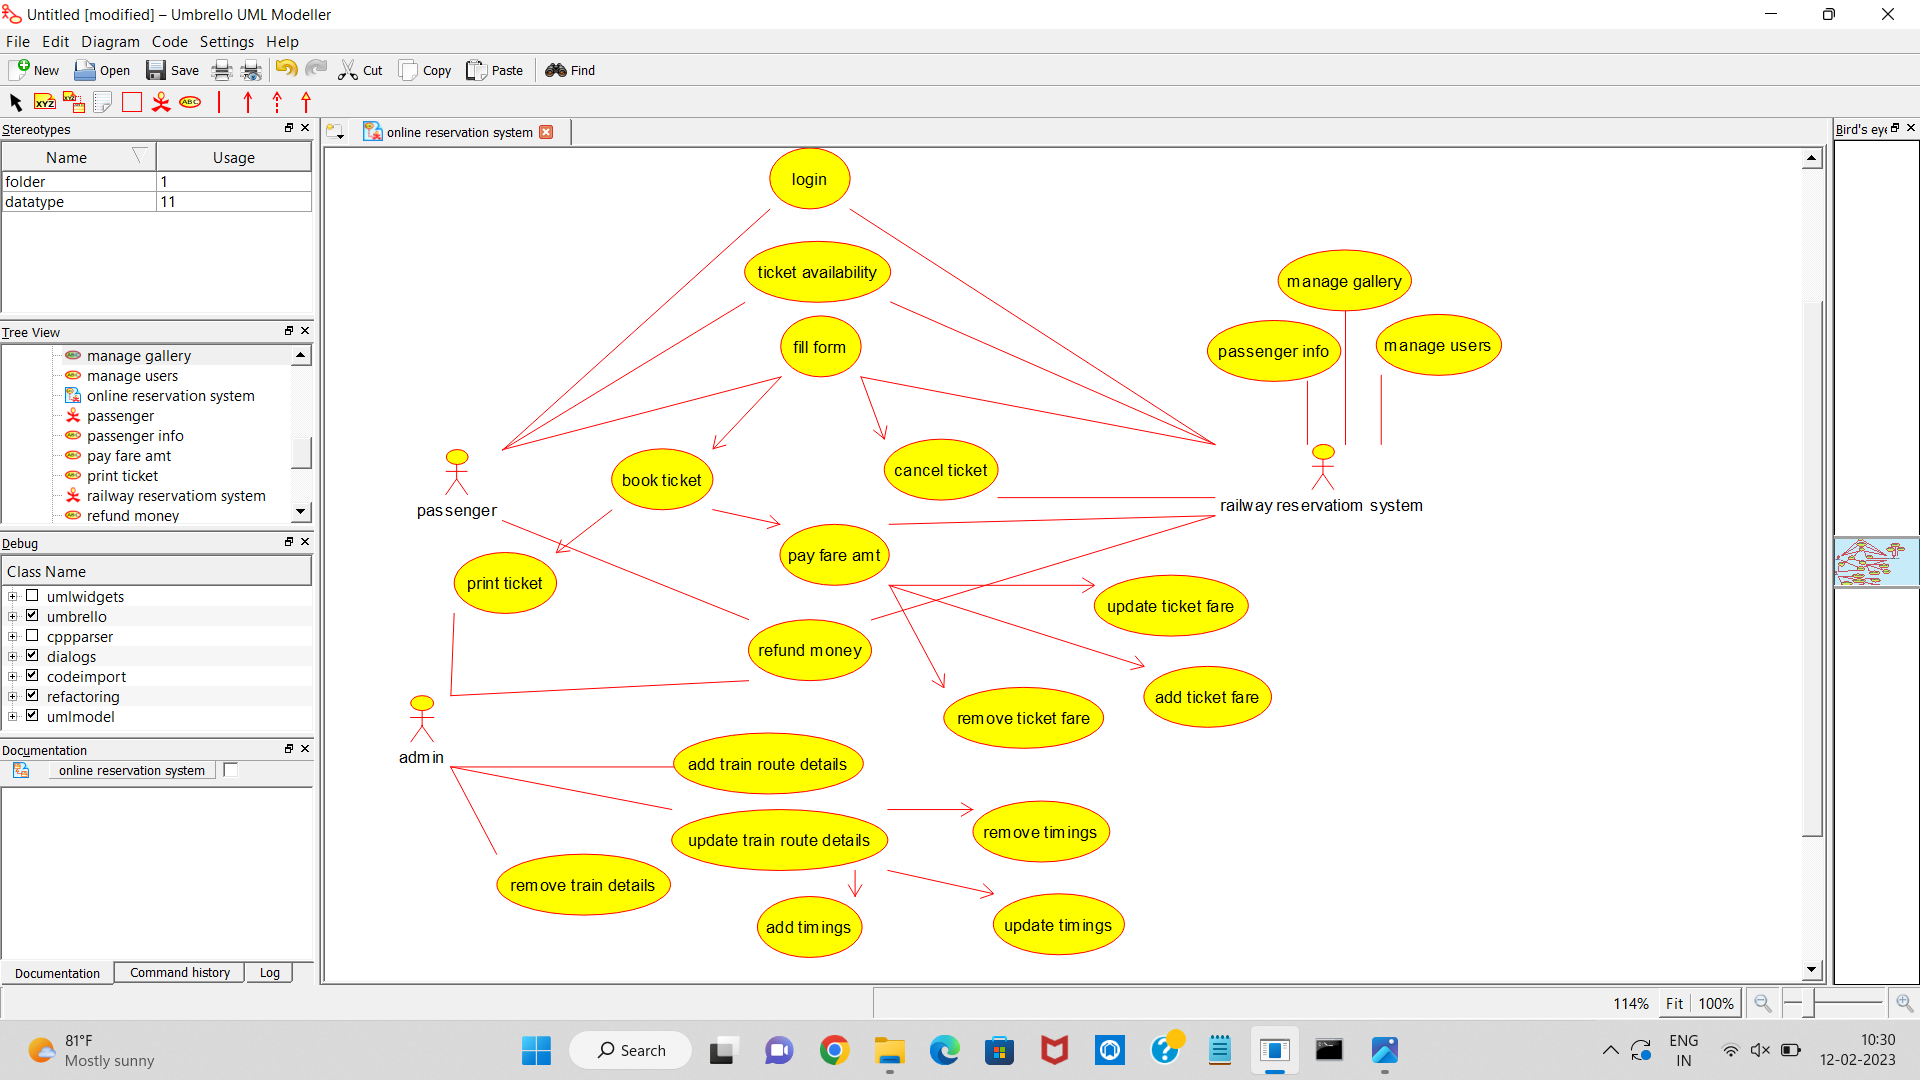 Untitled [modified] – Umbrello UML Modeller
File Edit Diagram Code Settings Help
New Open Save Cut Copy Paste Find
XYZ XYZ ABC
Stereotypes
Name Usage
folder 1
datatype 11
Tree View
manage gallery
manage users
online reservation system
passenger
passenger info
pay fare amt
print ticket
railway reservatiom system
refund money
Debug
Class Name
umlwidgets
umbrello
cppparser
dialogs
codeimport
refactoring
umlmodel
Documentation
online reservation system
Documentation Command history Log
online reservation system
login
ticket availability
fill form
manage gallery
passenger info
manage users
book ticket
cancel ticket
passenger
railway reservatiom system
pay fare amt
print ticket
update ticket fare
refund money
add ticket fare
remove ticket fare
admin
add train route details
update train route details
remove timings
remove train details
add timings
update timings
Bird's eye
114% Fit 100%
81°F
Mostly sunny
Search
ENG
IN
10:30
12-02-2023